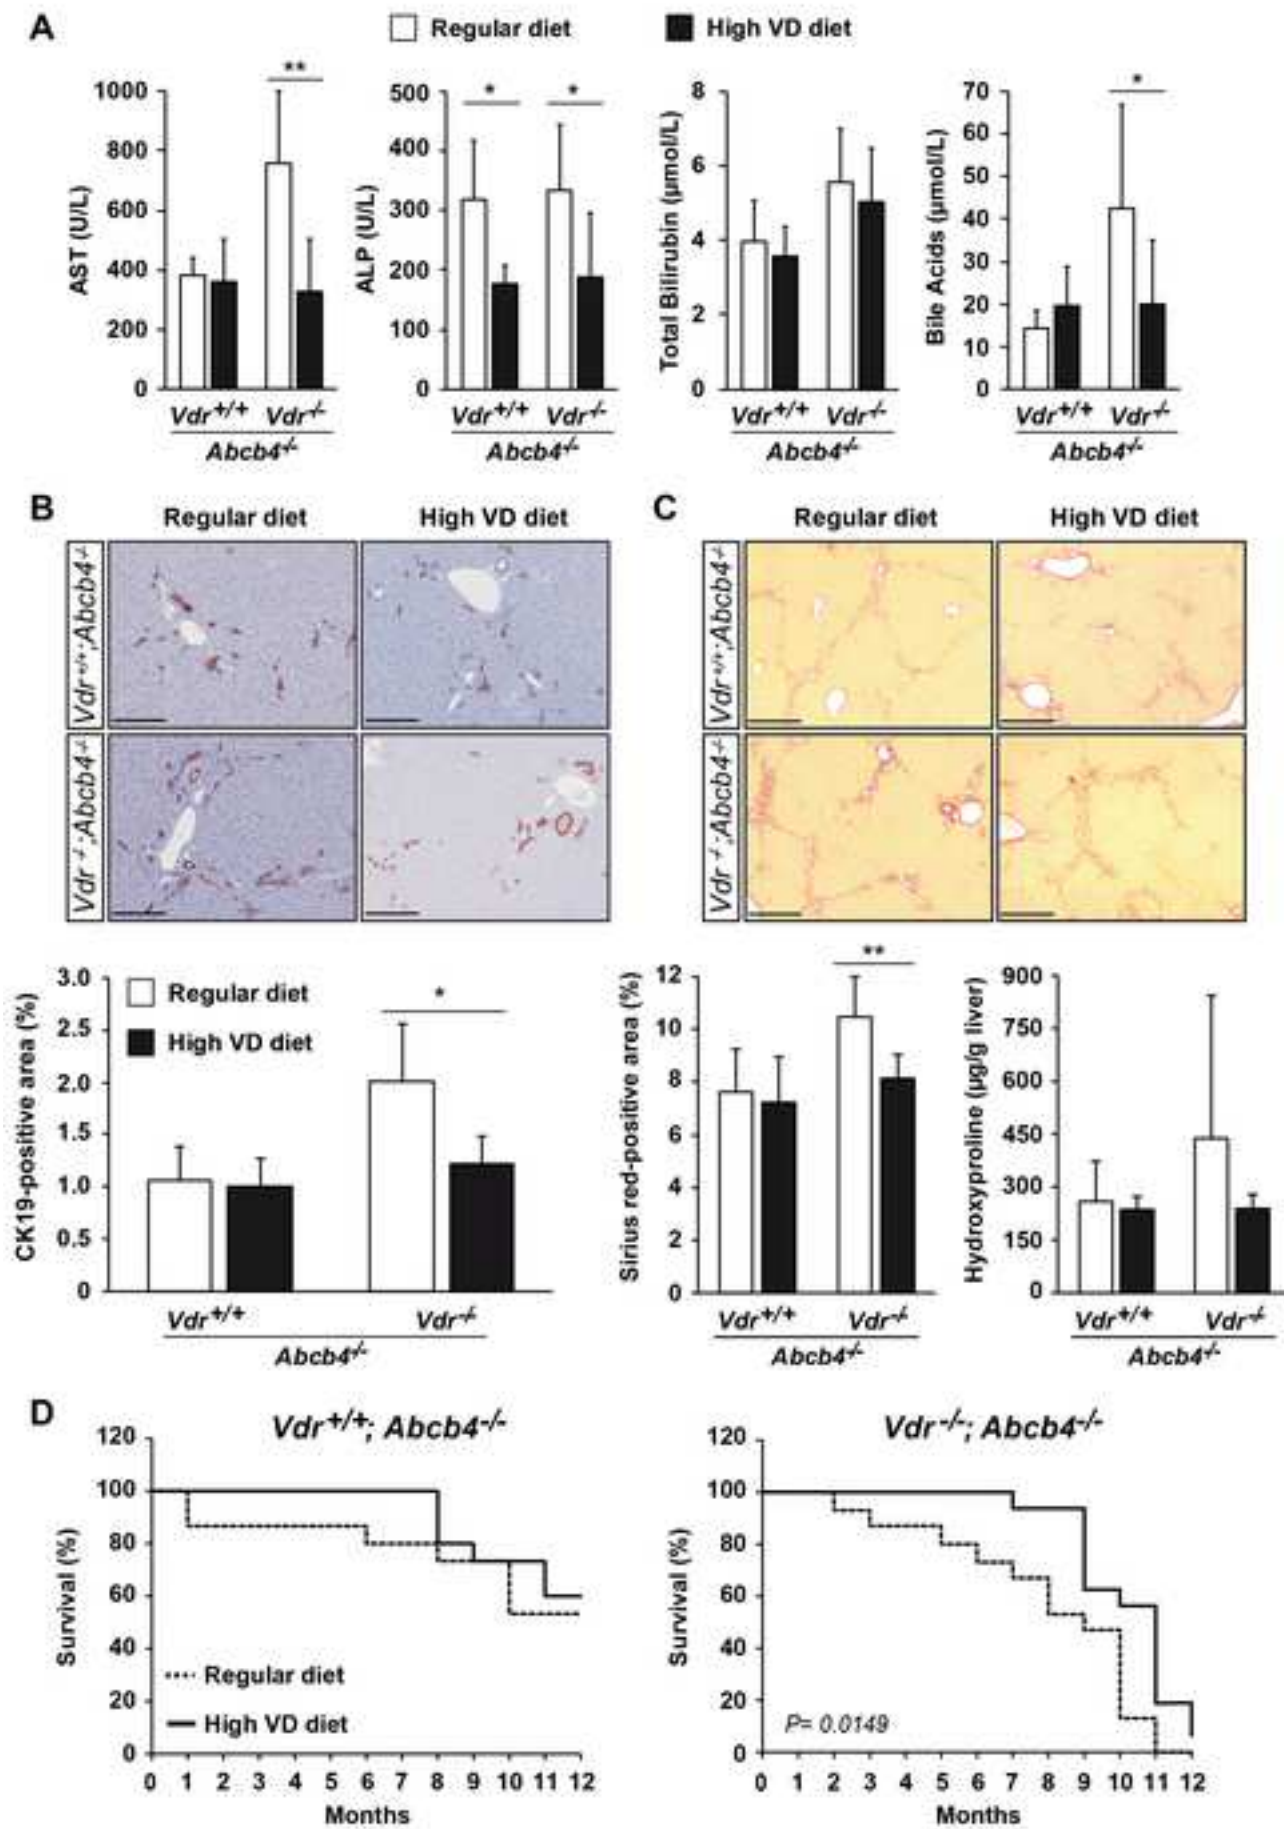 A
Regular diet
High VD diet
AST (U/L)
1000
800
600
400
200
0
**
Vdr+/+ Vdr-/-
Abcb4-/-
ALP (U/L)
500
400
300
200
100
0
* *
Vdr+/+ Vdr-/-
Abcb4-/-
Total Bilirubin (µmol/L)
8
6
4
2
0
Vdr+/+ Vdr-/-
Abcb4-/-
Bile Acids (µmol/L)
70
60
50
40
30
20
10
0
*
Vdr+/+ Vdr-/-
Abcb4-/-
B
Regular diet High VD diet
Vdr+/+;Abcb4-/-
Vdr-/-;Abcb4-/-
CK19-positive area (%)
3.0
2.5
2.0
1.5
1.0
0.5
0
Regular diet
High VD diet
*
Vdr+/+ Vdr-/-
Abcb4-/-
C
Regular diet High VD diet
Vdr+/+;Abcb4-/-
Vdr-/-;Abcb4-/-
Sirius red-positive area (%)
12
10
8
6
4
2
0
**
Vdr+/+ Vdr-/-
Abcb4-/-
Hydroxyproline (µg/g liver)
900
750
600
450
300
150
0
Vdr+/+ Vdr-/-
Abcb4-/-
D
Vdr+/+; Abcb4-/-
Survival (%)
120
100
80
60
40
20
0
Regular diet
High VD diet
0 1 2 3 4 5 6 7 8 9 10 11 12
Months
Vdr-/-; Abcb4-/-
Survival (%)
120
100
80
60
40
20
0
P= 0.0149
0 1 2 3 4 5 6 7 8 9 10 11 12
Months